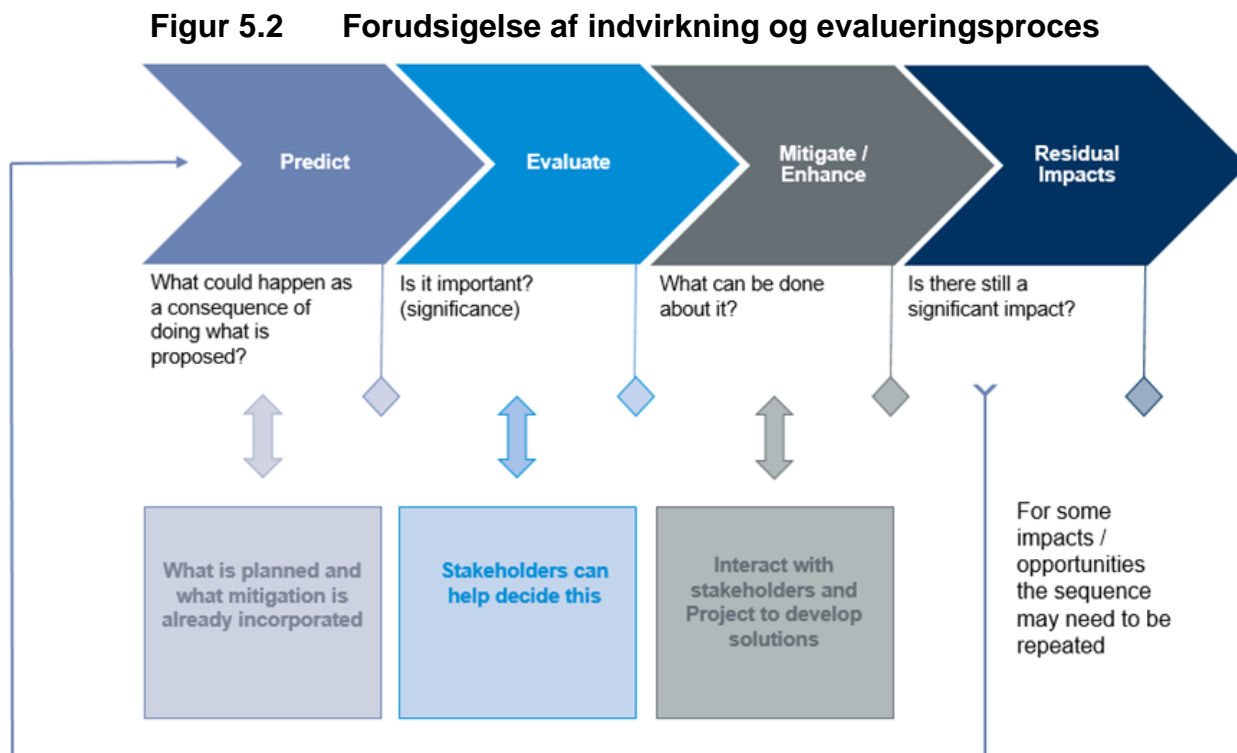 Figur 5.2 Forudsigelse af indvirkning og evalueringsproces
Predict
Evaluate
Mitigate /
Enhance
Residual
Impacts
What could happen as
a consequence of
doing what is
proposed?
Is it important?
(significance)
What can be done
about it?
Is there still a
significant impact?
What is planned and
what mitigation is
already incorporated
Stakeholders can
help decide this
Interact with
stakeholders and
Project to develop
solutions
For some
impacts /
opportunities
the sequence
may need to be
repeated